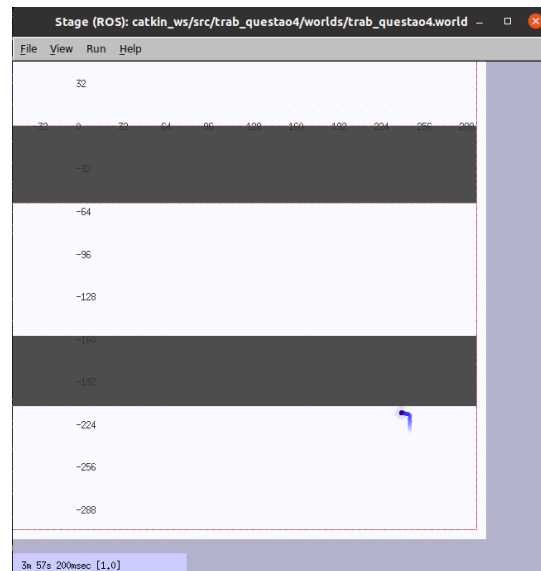 Stage (ROS): catkin_ws/src/trab_questao4/worlds/trab_questao4.world
File View Run Help
32
-32 0 32 64 96 128 160 192 224 256 288
-32
-64
-96
-128
-160
-192
-224
-256
-288
3m 57s 200msec [1.0]